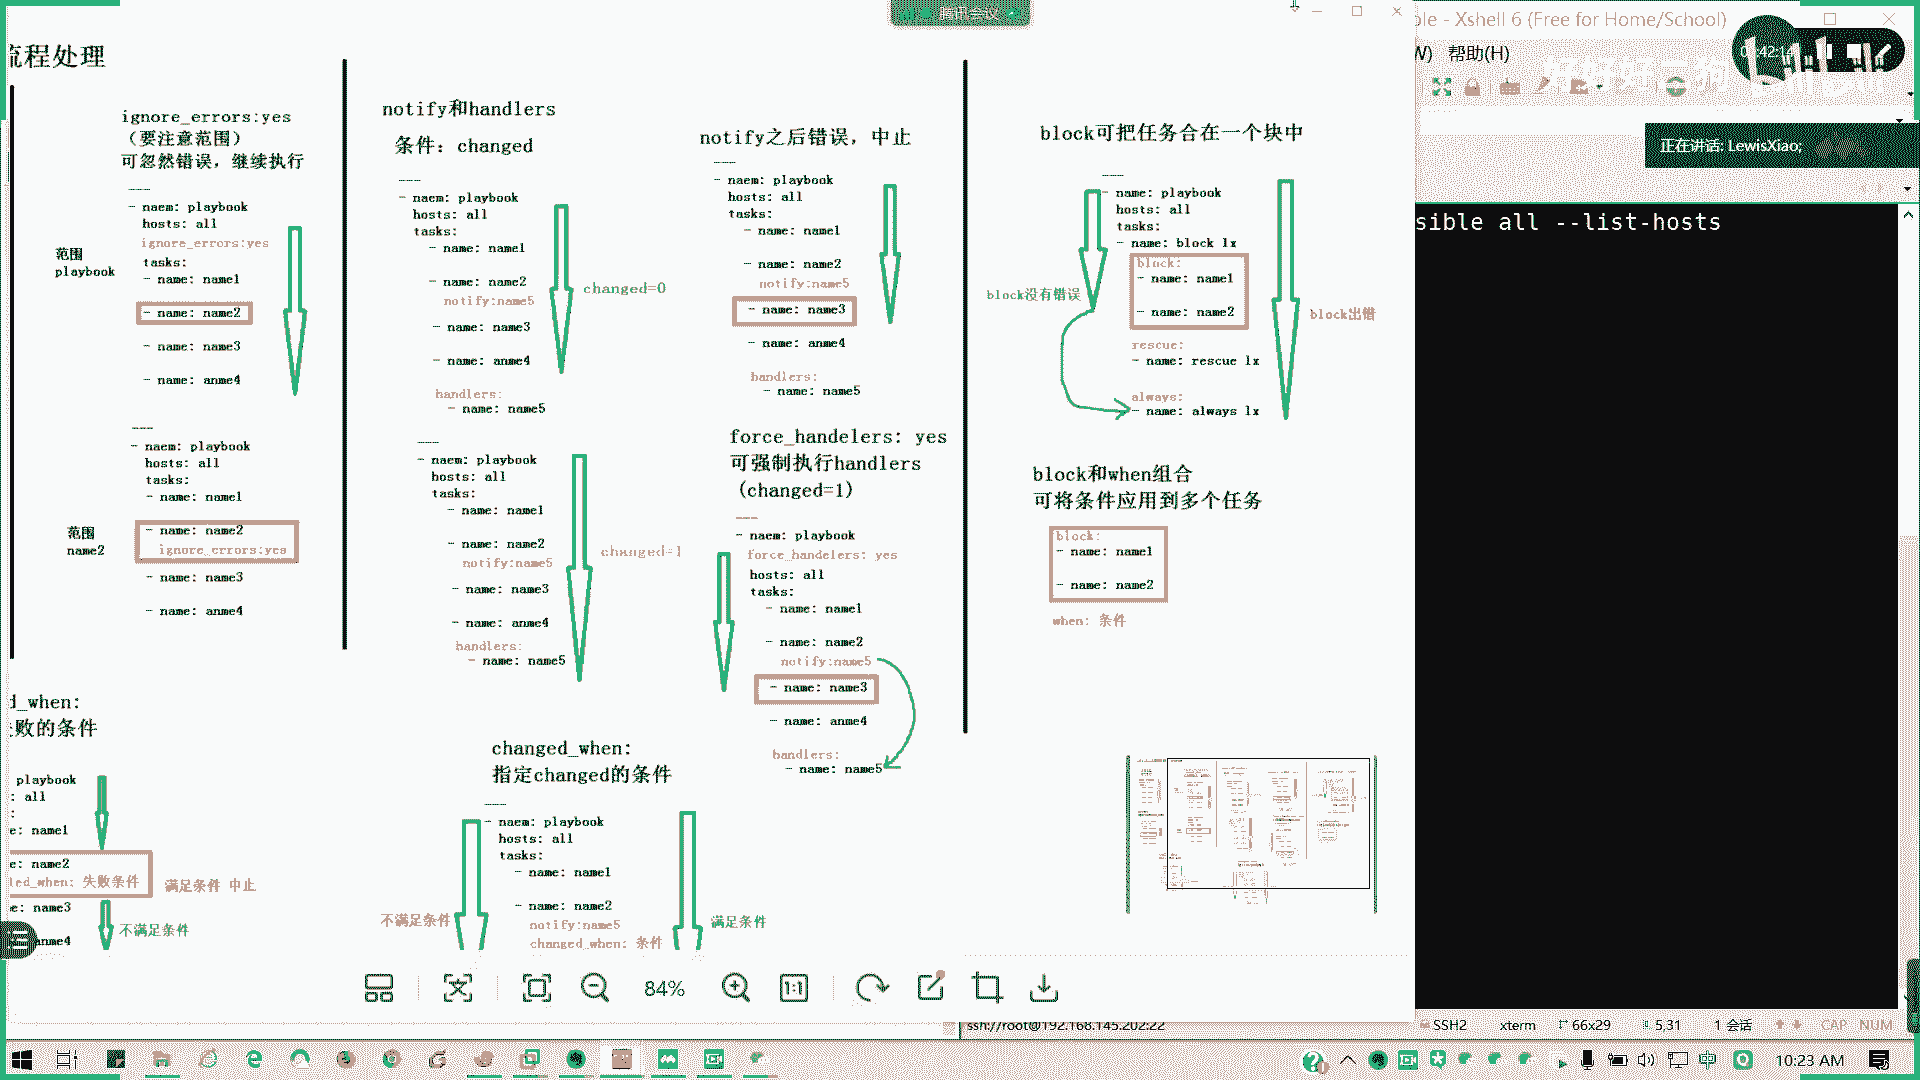 腾讯会议
流程处理
ignore_errors:yes
（要注意范围）
可忽然错误，继续执行
---
- naem: playbook
hosts: all
ignore_errors:yes
tasks:
- name: name1
- name: name2
- name: name3
- name: anme4
范围
playbook
---
- naem: playbook
hosts: all
tasks:
- name: name1
- name: name2
ignore_errors:yes
- name: name3
- name: anme4
范围
name2
d_when:
败的条件
playbook
: all
:
e: name1
e: name2
led_when: 失败条件
e: name3
anme4
满足条件 中止
不满足条件
notify和handlers
条件：changed
---
- naem: playbook
hosts: all
tasks:
- name: name1
- name: name2
notify:name5
- name: name3
- name: anme4
handlers:
- name: name5
changed=0
---
- naem: playbook
hosts: all
tasks:
- name: name1
- name: name2
notify:name5
- name: name3
- name: anme4
handlers:
- name: name5
changed=1
changed_when:
指定changed的条件
---
- naem: playbook
hosts: all
tasks:
- name: name1
- name: name2
notify:name5
changed_when: 条件
不满足条件
满足条件
notify之后错误，中止
---
- naem: playbook
hosts: all
tasks:
- name: name1
- name: name2
notify:name5
- name: name3
- name: anme4
handlers:
- name: name5
force_handelers: yes
可强制执行handlers
（changed=1）
---
- naem: playbook
force_handelers: yes
hosts: all
tasks:
- name: name1
- name: name2
notify:name5
- name: name3
- name: anme4
handlers:
- name: name5
block可把任务合在一个块中
---
- name: playbook
hosts: all
tasks:
- name: block lx
block:
- name: name1
- name: name2
rescue:
- name: rescue lx
always:
- name: always lx
block没有错误
block出错
block和when组合
可将条件应用到多个任务
block:
- name: name1
- name: name2
when: 条件
84%
1:1
ble - Xshell 6 (Free for Home/School)
W) 帮助(H)
正在讲话: LewisXiao;
sible all --list-hosts
ssh://root@192.168.145.202:22
SSH2
xterm
66x29
5,31
1 会话
CAP
NUM
中
10:23 AM